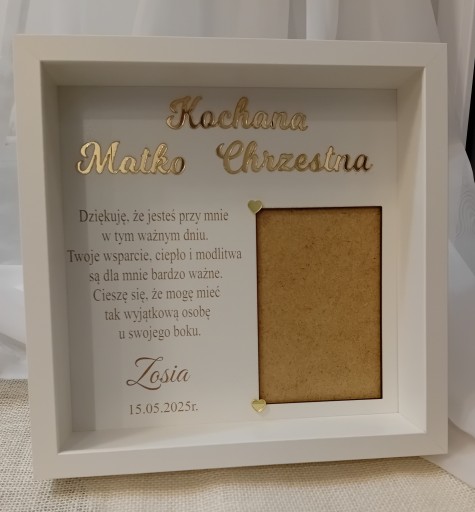 Kochana
Matko Chrzestna
Dziękuję, że jesteś przy mnie
w tym ważnym dniu.
Twoje wsparcie, ciepło i modlitwa
są dla mnie bardzo ważne.
Cieszę się, że mogę mieć
tak wyjątkową osobę
u swojego boku.
Zosia
15.05.2025r.